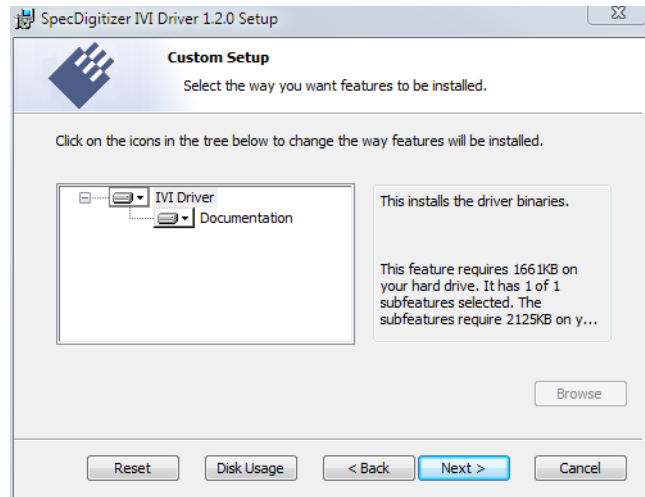 SpecDigitizer IVI Driver 1.2.0 Setup
Custom Setup
Select the way you want features to be installed.
Click on the icons in the tree below to change the way features will be installed.
IVI Driver
Documentation
This installs the driver binaries.
This feature requires 1661KB on
your hard drive. It has 1 of 1
subfeatures selected. The
subfeatures require 2125KB on y...
Browse
Reset
Disk Usage
< Back
Next >
Cancel